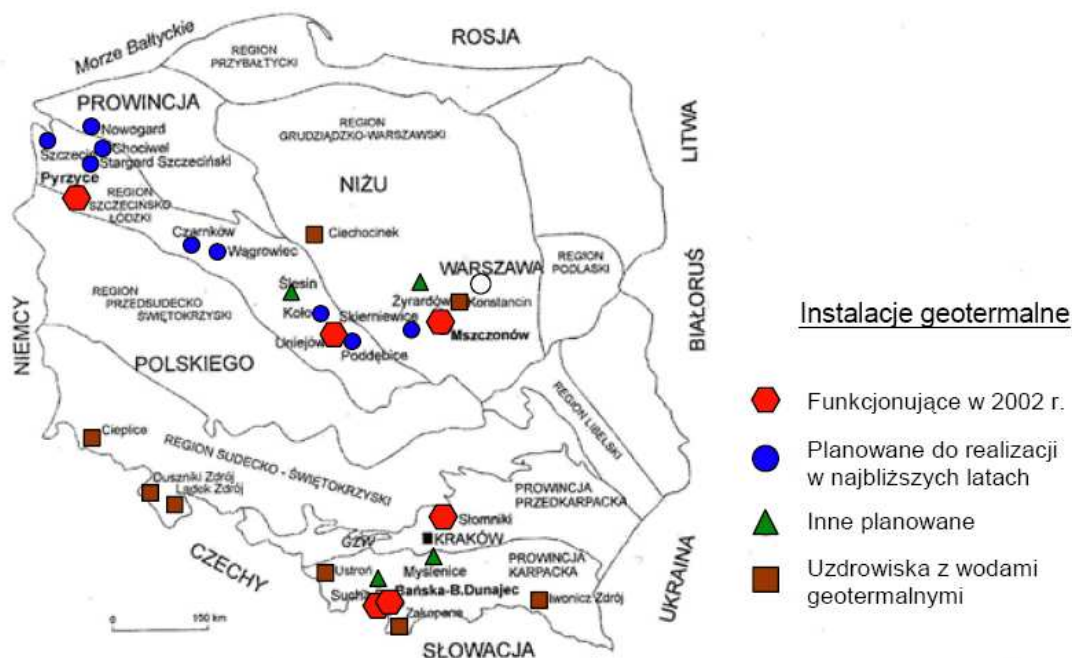 Morze Bałtyckie
ROSJA
REGION
PRZYBAŁTYCKI
LITWA
PROWINCJA
Nowogard
REGION
GRUDZIĄDZKO-WARSZAWSKI
Chociwel
Stargard Szczeciński
Pyrzyce
REGION
SZCZECIŃSKO
ŁÓDZKI
NIŻU
Czarnków
Ciechocinek
Wągrowiec
WARSZAWA
REGION
PODLASKI
BIAŁORUŚ
Ślesin
Żyrardów
Konstancin
REGION
PRZEDSUDECKO
ŚWIĘTOKRZYSKI
Koło
Skierniewice
Instalacje geotermalne
NIEMCY
Uniejów
Mszczonów
Poddębice
POLSKIEGO
REGION LUBELSKI
Funkcjonujące w 2002 r.
Cieplice
REGION SUDECKO - ŚWIĘTOKRZYSKI
Planowane do realizacji
w najbliższych latach
Duszniki Zdrój
Lądek Zdrój
PROWINCJA
PRZEDKARPACKA
Słomniki
Inne planowane
GZW
KRAKÓW
CZECHY
UKRAINA
Ustroń
Myślenice
PROWINCJA
KARPACKA
Uzdrowiska z wodami
geotermalnymi
Bańska-B.Dunajec
Iwonicz Zdrój
Zakopane
0 150 km
SŁOWACJA